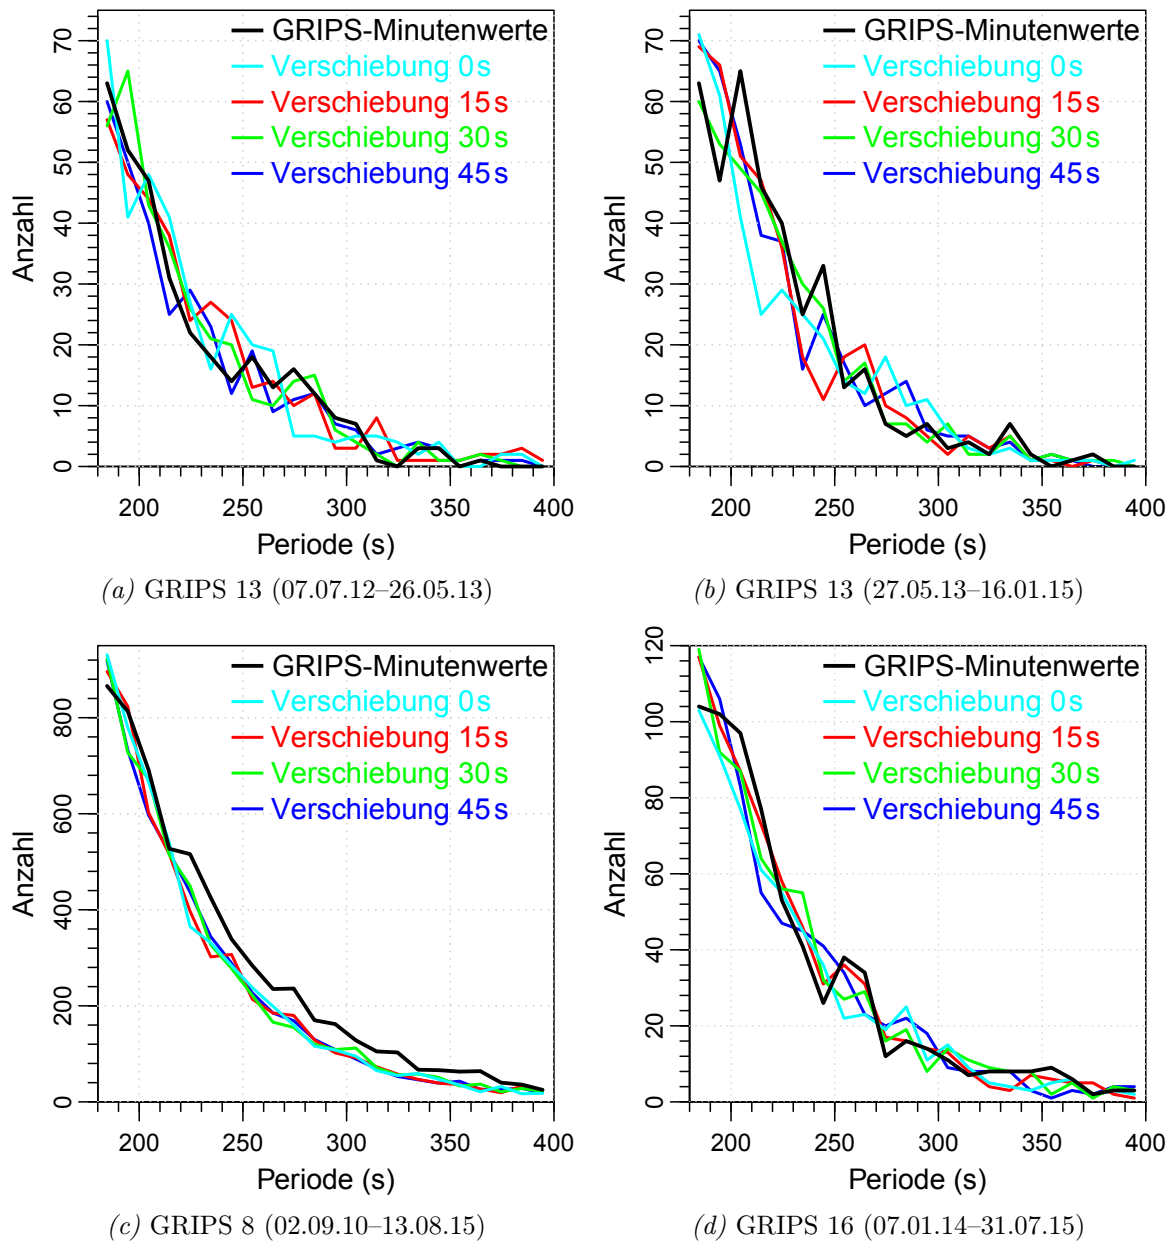 GRIPS-Minutenwerte
Verschiebung 0s
Verschiebung 15s
Verschiebung 30s
Verschiebung 45s
Anzahl
0 10 20 30 40 50 60 70
200 250 300 350 400
Periode (s)
(a) GRIPS 13 (07.07.12–26.05.13)
GRIPS-Minutenwerte
Verschiebung 0s
Verschiebung 15s
Verschiebung 30s
Verschiebung 45s
Anzahl
0 10 20 30 40 50 60 70
200 250 300 350 400
Periode (s)
(b) GRIPS 13 (27.05.13–16.01.15)
GRIPS-Minutenwerte
Verschiebung 0s
Verschiebung 15s
Verschiebung 30s
Verschiebung 45s
Anzahl
0 200 400 600 800
200 250 300 350 400
Periode (s)
(c) GRIPS 8 (02.09.10–13.08.15)
GRIPS-Minutenwerte
Verschiebung 0s
Verschiebung 15s
Verschiebung 30s
Verschiebung 45s
Anzahl
0 20 40 60 80 100 120
200 250 300 350 400
Periode (s)
(d) GRIPS 16 (07.01.14–31.07.15)